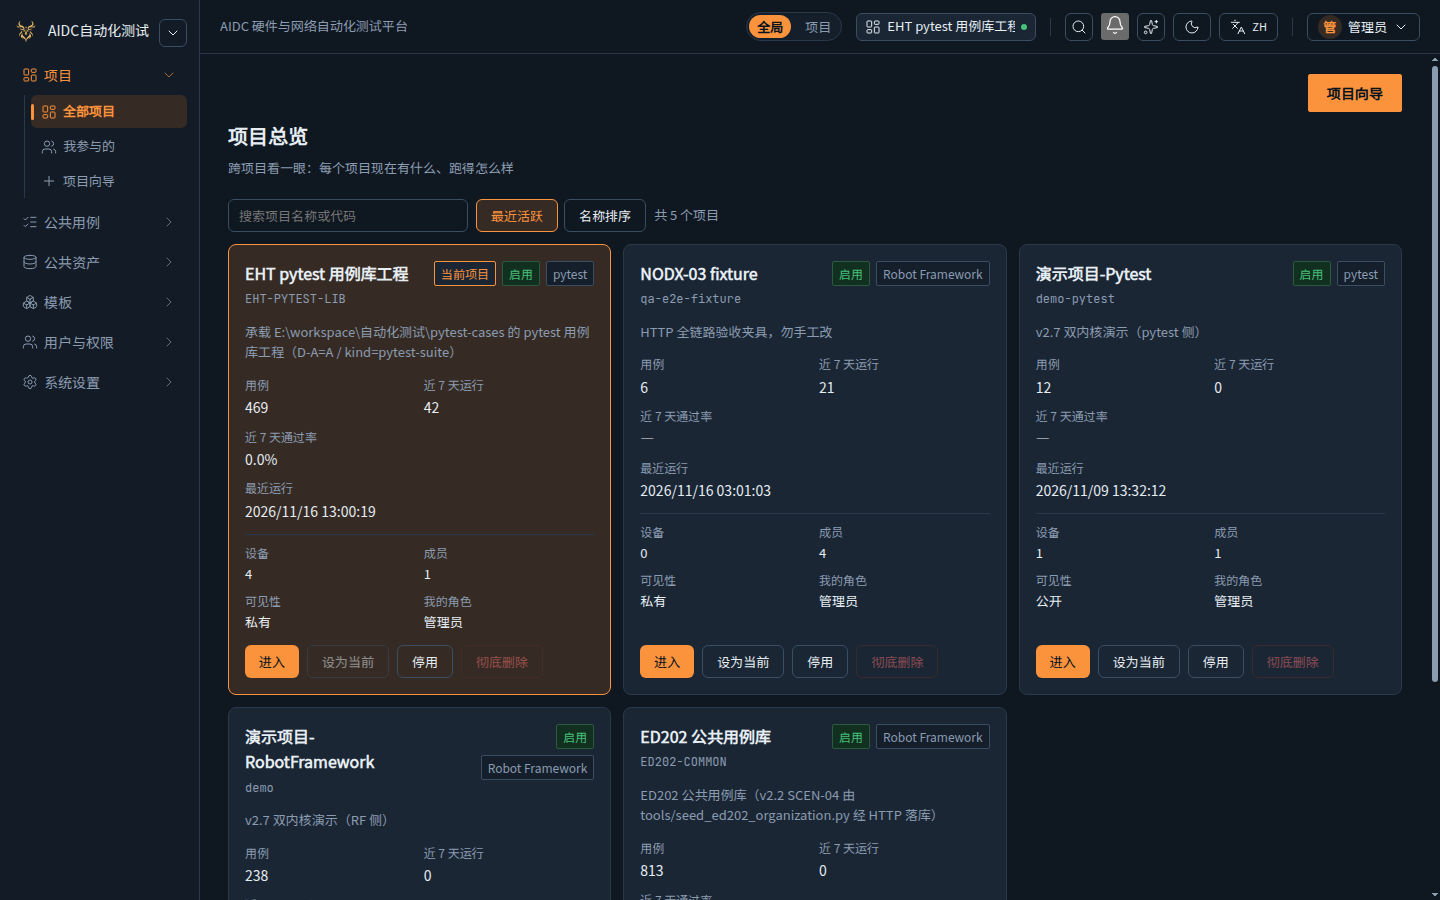 AIDC自动化测试
AIDC 硬件与网络自动化测试平台
全局
项目
EHT pytest 用例库工程
ZH
管 管理员
项目
全部项目
我参与的
项目向导
公共用例
公共资产
模板
用户与权限
系统设置
项目向导
项目总览
跨项目看一眼：每个项目现在有什么、跑得怎么样
搜索项目名称或代码
最近活跃
名称排序
共 5 个项目
EHT pytest 用例库工程
当前项目
启用
pytest
EHT-PYTEST-LIB
承载 E:\workspace\自动化测试\pytest-cases 的 pytest 用例
库工程（D-A=A / kind=pytest-suite）
用例
近 7 天运行
469
42
近 7 天通过率
0.0%
最近运行
2026/11/16 13:00:19
设备
成员
4
1
可见性
我的角色
私有
管理员
进入
设为当前
停用
彻底删除
NODX-03 fixture
启用
Robot Framework
qa-e2e-fixture
HTTP 全链路验收夹具，勿手工改
用例
近 7 天运行
6
21
近 7 天通过率
—
最近运行
2026/11/16 03:01:03
设备
成员
0
4
可见性
我的角色
私有
管理员
进入
设为当前
停用
彻底删除
演示项目-Pytest
启用
pytest
demo-pytest
v2.7 双内核演示（pytest 侧）
用例
近 7 天运行
12
0
近 7 天通过率
—
最近运行
2026/11/09 13:32:12
设备
成员
1
1
可见性
我的角色
公开
管理员
进入
设为当前
停用
彻底删除
演示项目-
RobotFramework
启用
Robot Framework
demo
v2.7 双内核演示（RF 侧）
用例
近 7 天运行
238
0
ED202 公共用例库
启用
Robot Framework
ED202-COMMON
ED202 公共用例库（v2.2 SCEN-04 由
tools/seed_ed202_organization.py 经 HTTP 落库）
用例
近 7 天运行
813
0
近 7 天通过率